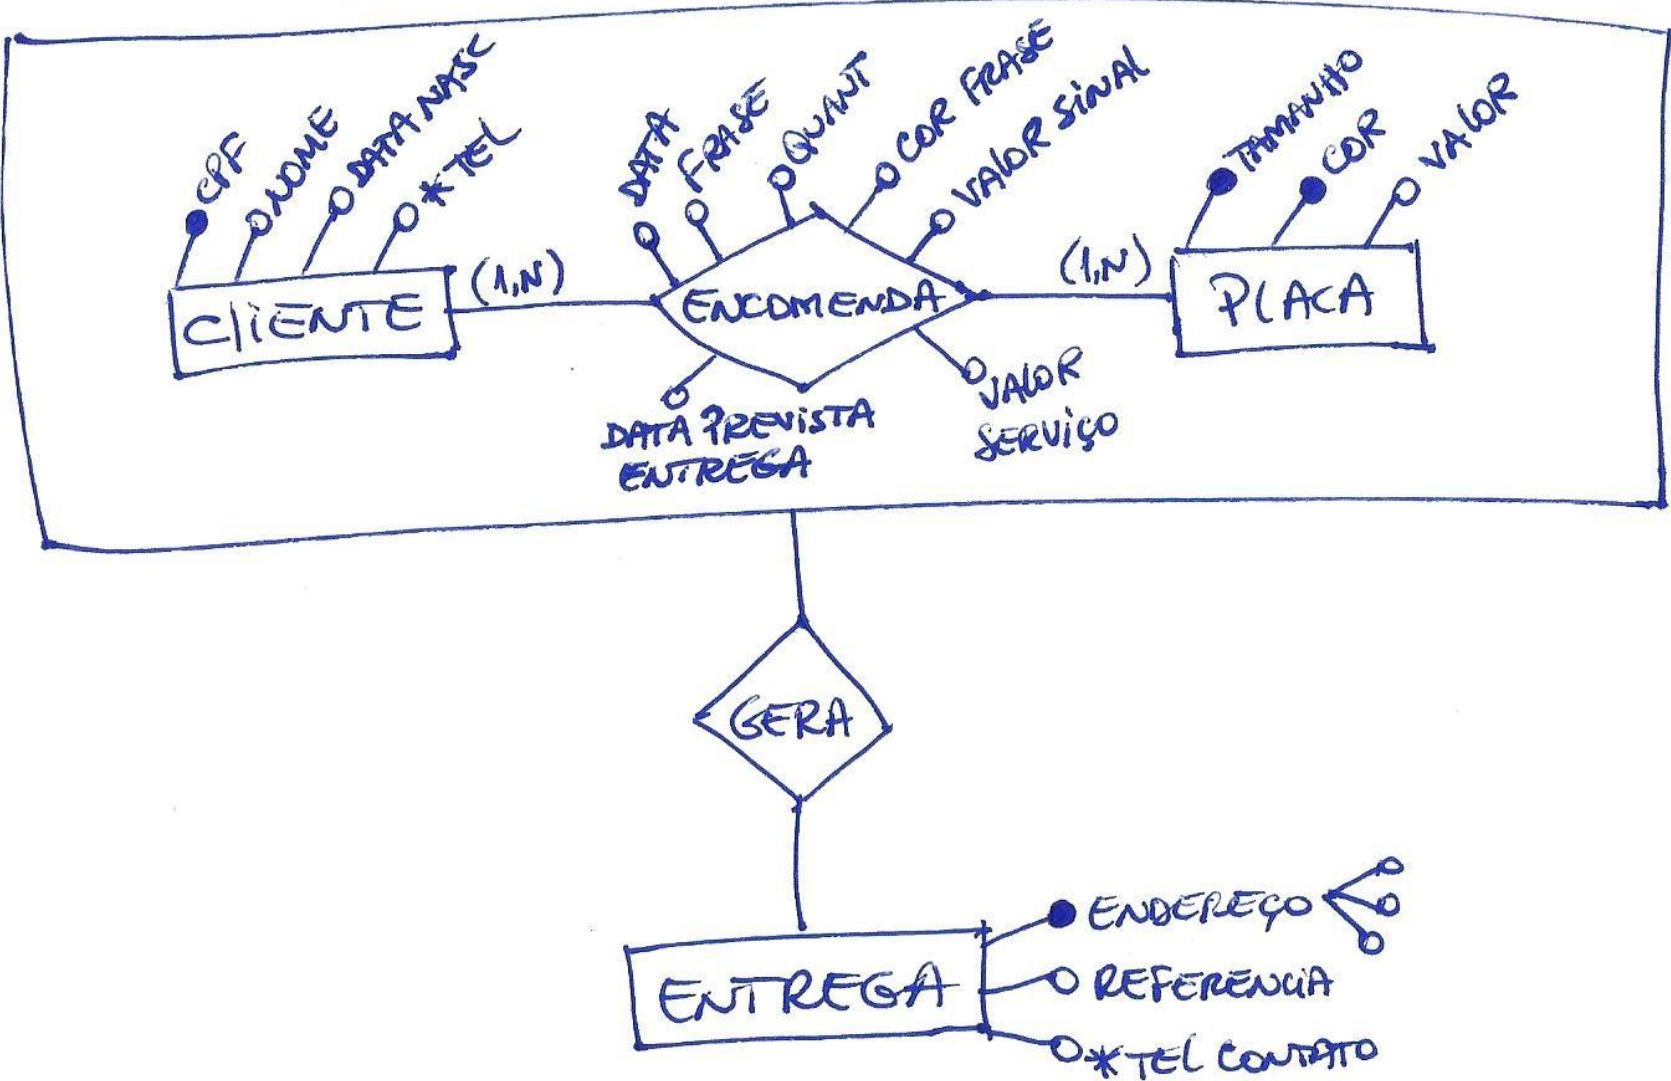 CPF
NOME
DATA NASC
* TEL
DATA
FRASE
QUANT
COR FRASE
VALOR SINAL
TAMANHO
COR
VALOR
(1,N)
(1,N)
CLIENTE
ENCOMENDA
PLACA
DATA PREVISTA
ENTREGA
VALOR
SERVIÇO
GERA
ENTREGA
ENDEREÇO
REFERENCIA
* TEL CONTATO